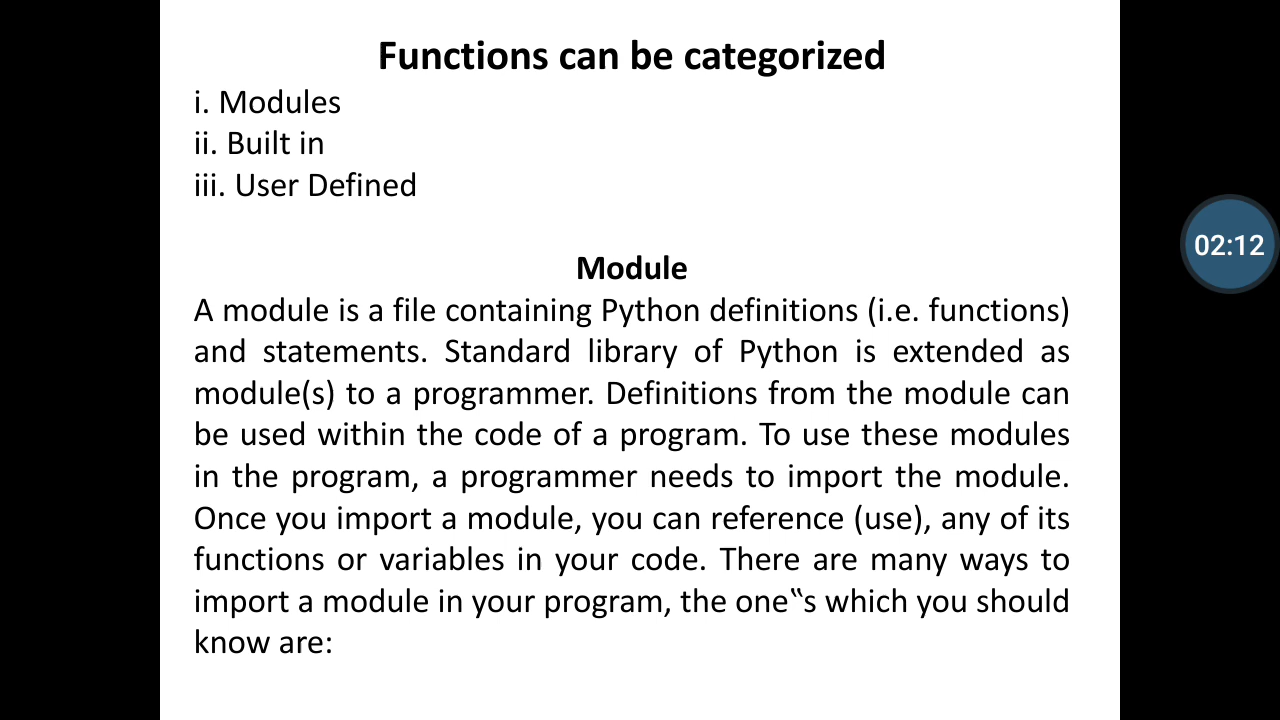 Functions can be categorized
i. Modules
ii. Built in
iii. User Defined
Module
A module is a file containing Python definitions (i.e. functions)
and statements. Standard library of Python is extended as
module(s) to a programmer. Definitions from the module can
be used within the code of a program. To use these modules
in the program, a programmer needs to import the module.
Once you import a module, you can reference (use), any of its
functions or variables in your code. There are many ways to
import a module in your program, the one‟s which you should
know are:
02:12